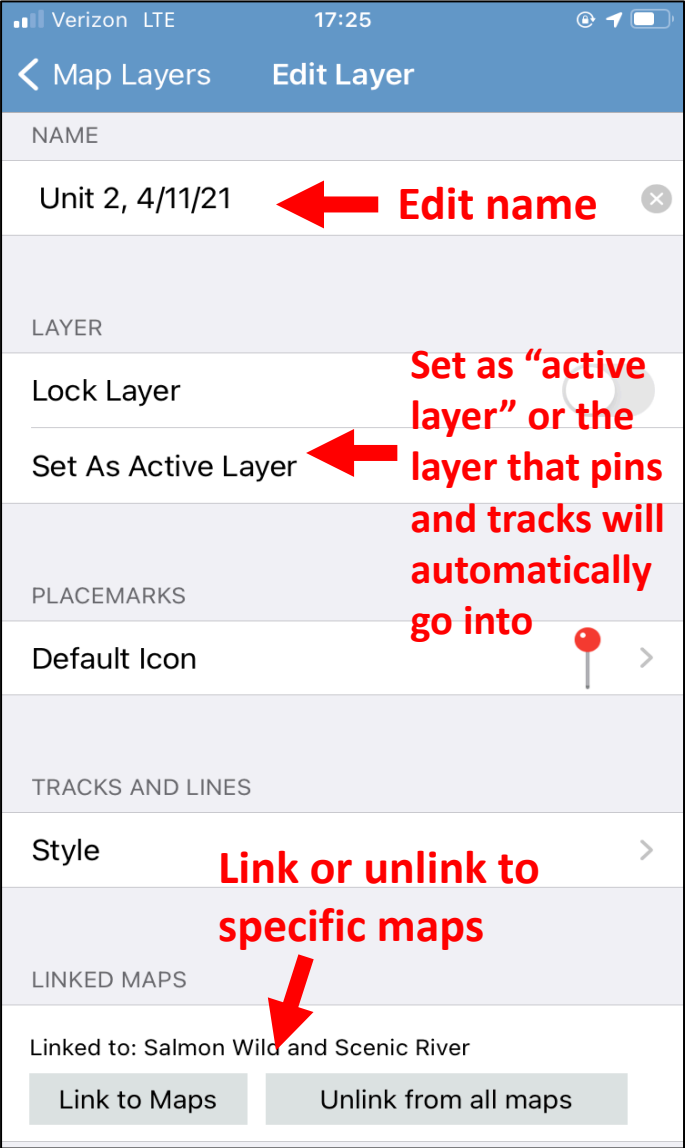 Verizon LTE 17:25
Map Layers Edit Layer
NAME
Unit 2, 4/11/21 Edit name
LAYER
Lock Layer
Set As Active Layer
Set as “active
layer” or the
layer that pins
and tracks will
automatically
go into
PLACEMARKS
Default Icon
TRACKS AND LINES
Style
Link or unlink to
specific maps
LINKED MAPS
Linked to: Salmon Wild and Scenic River
Link to Maps Unlink from all maps